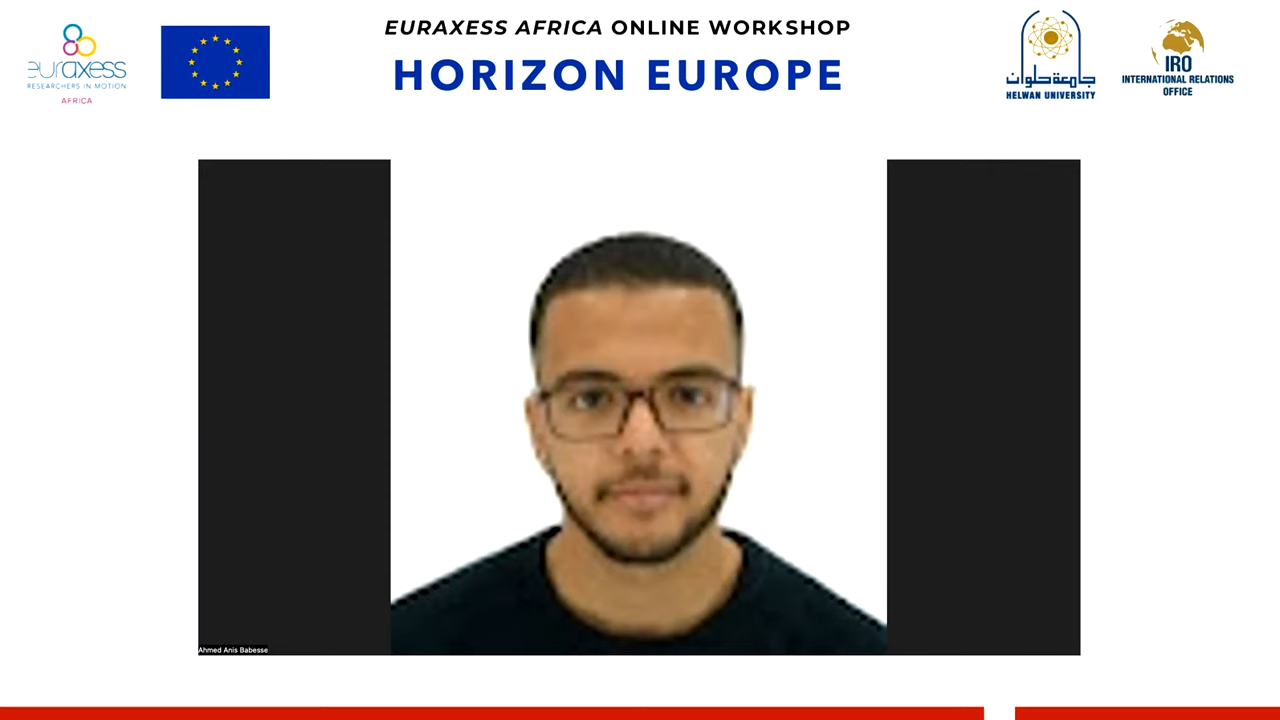 EURAXESS AFRICA ONLINE WORKSHOP
HORIZON EUROPE
euraxess
RESEARCHERS IN MOTION
AFRICA
جامعة حلوان
HELWAN UNIVERSITY
IRO
INTERNATIONAL RELATIONS
OFFICE
Ahmed Anis Babesse